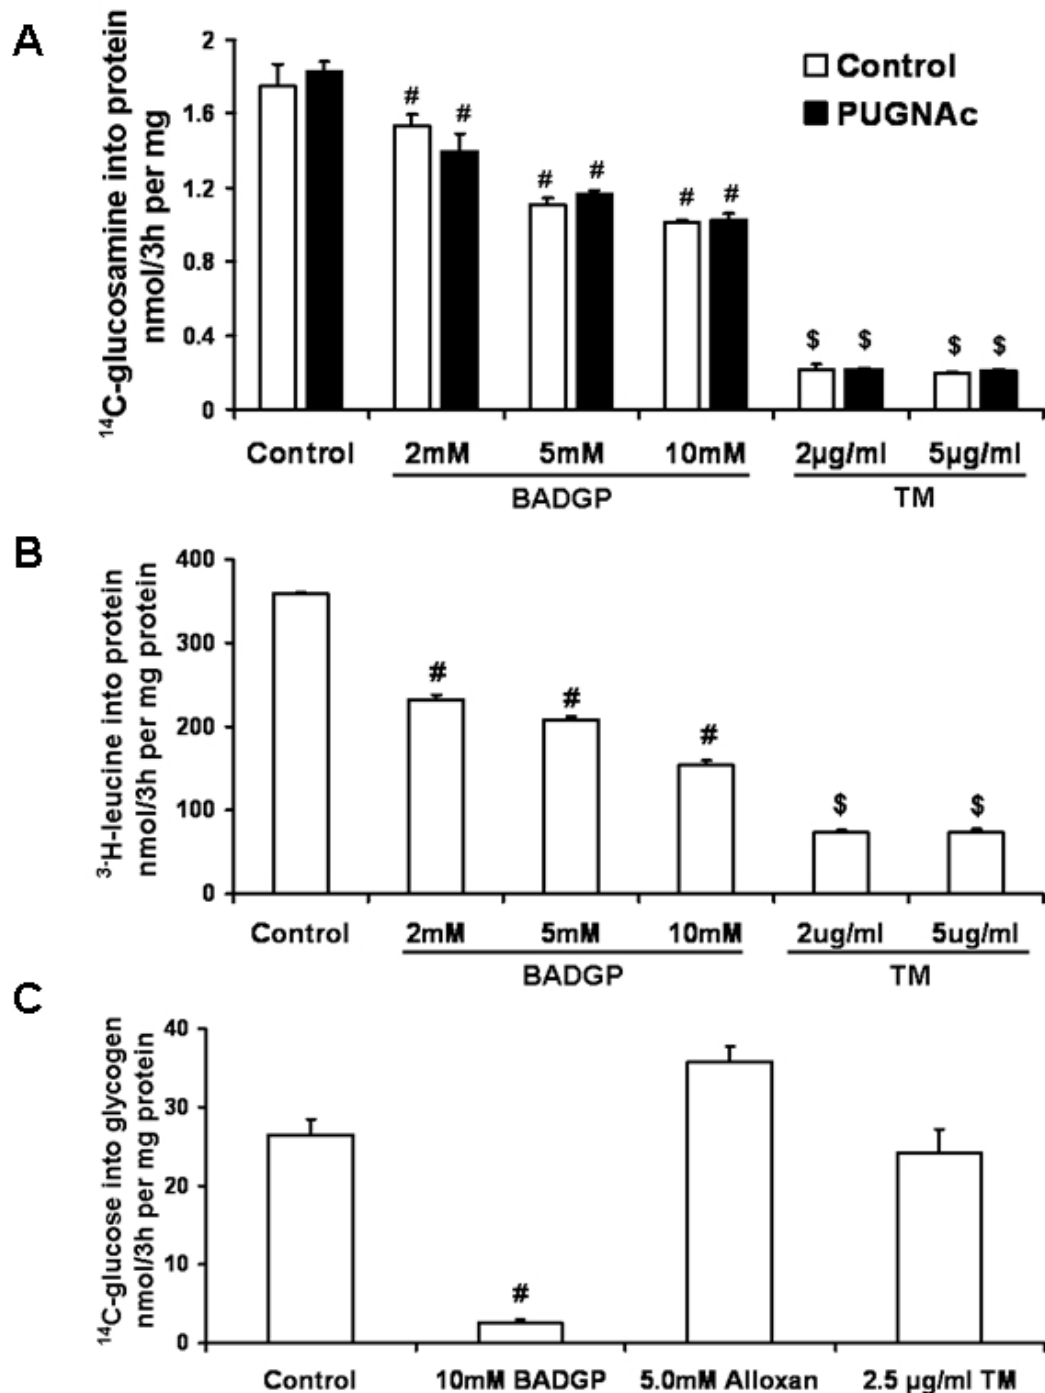 A
¹⁴C-glucosamine into protein
nmol/3h per mg
2
1.6
1.2
0.8
0.4
0
Control
PUGNAc
# #
# #
# #
$ $
$ $
Control 2mM 5mM 10mM 2µg/ml 5µg/ml
BADGP TM
B
³⁻H-leucine into protein
nmol/3h per mg protein
400
300
200
100
0
#
#
#
$
$
Control 2mM 5mM 10mM 2ug/ml 5ug/ml
BADGP TM
C
¹⁴C-glucose into glycogen
nmol/3h per mg protein
40
30
20
10
0
#
Control 10mM BADGP 5.0mM Alloxan 2.5 µg/ml TM